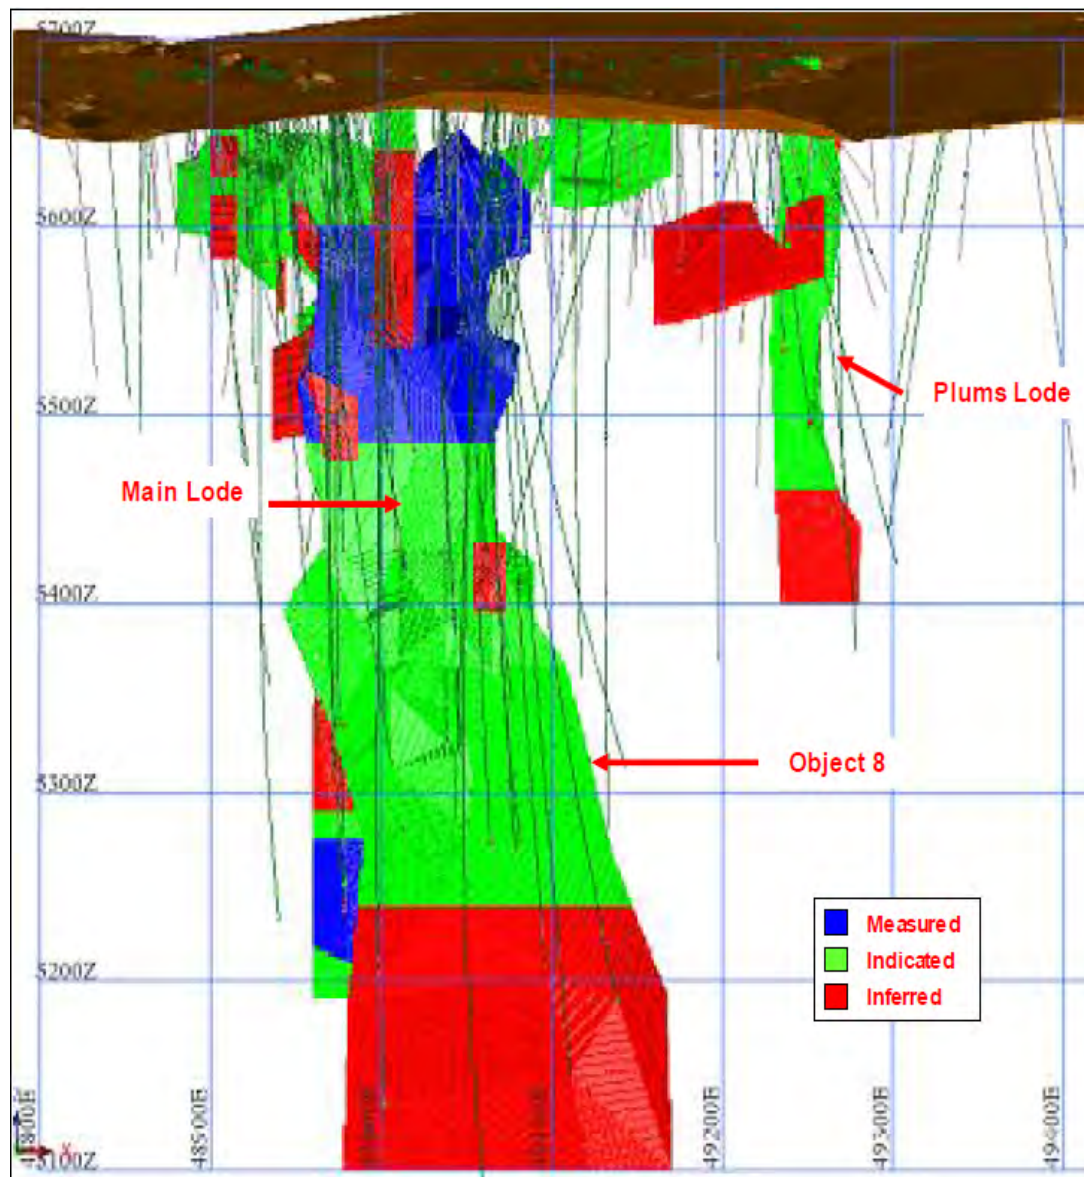 5700Z
5600Z
Plums Lode
5500Z
Main Lode
5400Z
Object 8
5300Z
Measured
Indicated
Inferred
5200Z
48500E
49200E
49300E
49400E
5100Z